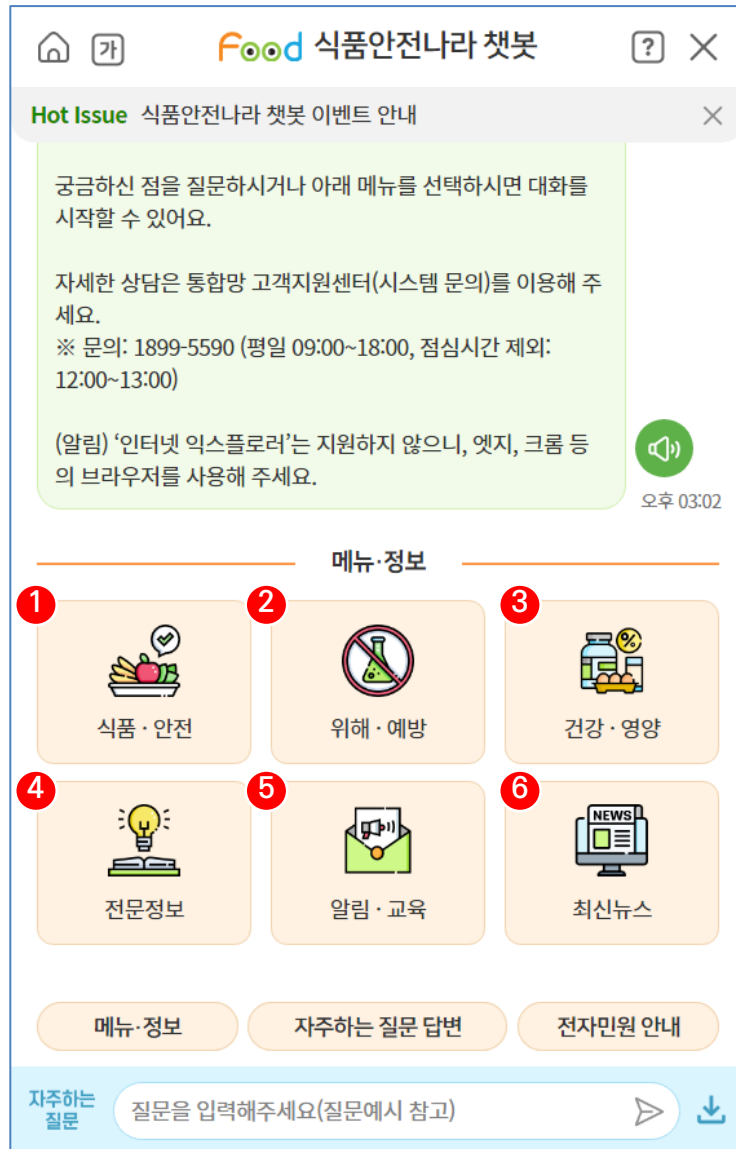 가 Food 식품안전나라 챗봇 ?
Hot Issue 식품안전나라 챗봇 이벤트 안내
궁금하신 점을 질문하시거나 아래 메뉴를 선택하시면 대화를
시작할 수 있어요.
자세한 상담은 통합망 고객지원센터(시스템 문의)를 이용해 주
세요.
※ 문의: 1899-5590 (평일 09:00~18:00, 점심시간 제외:
12:00~13:00)
(알림) ‘인터넷 익스플로러’는 지원하지 않으니, 엣지, 크롬 등
의 브라우저를 사용해 주세요.
오후 03:02
메뉴·정보
1 2 3
%
식품 · 안전 위해 · 예방 건강 · 영양
4 5 6
NEWS
전문정보 알림 · 교육 최신뉴스
메뉴·정보 자주하는 질문 답변 전자민원 안내
자주하는
질문
질문을 입력해주세요(질문예시 참고)